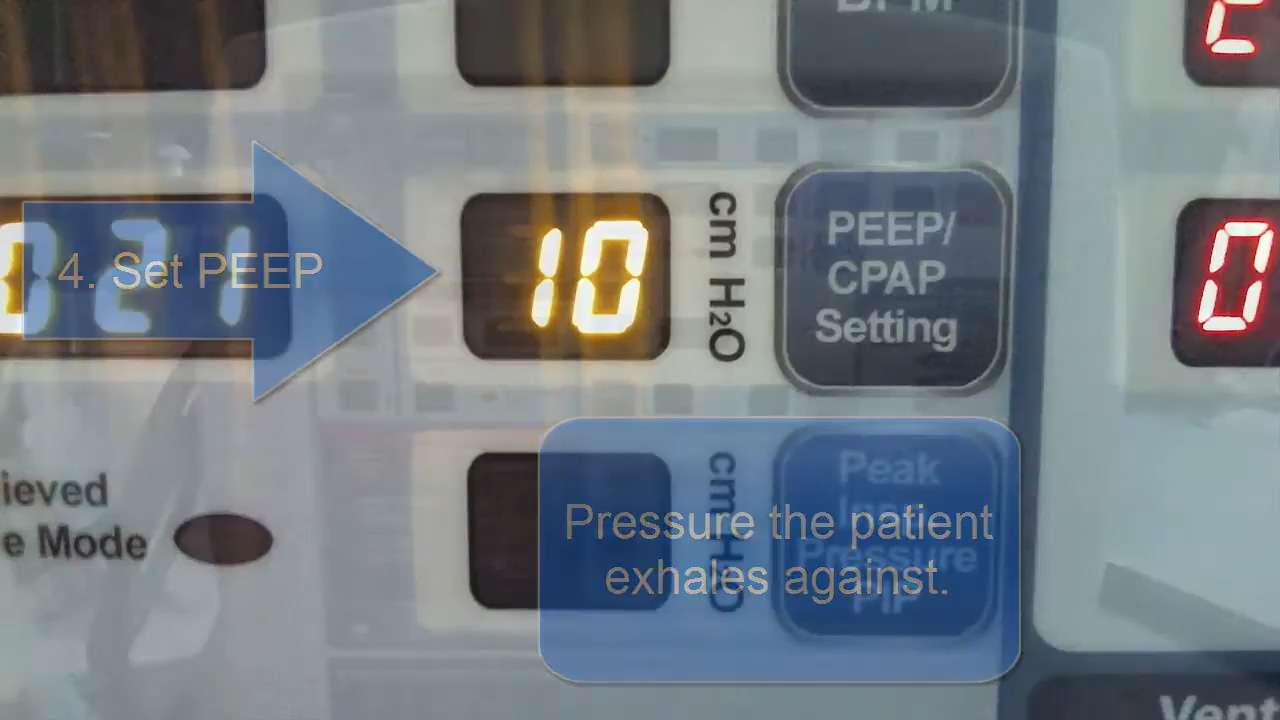 BPM
021
4. Set PEEP
10
cm H₂O
PEEP/
CPAP
Setting
0
ieved
e Mode
cm H₂O
Peak
Pressure
PIP
Pressure the patient
exhales against.
Vent